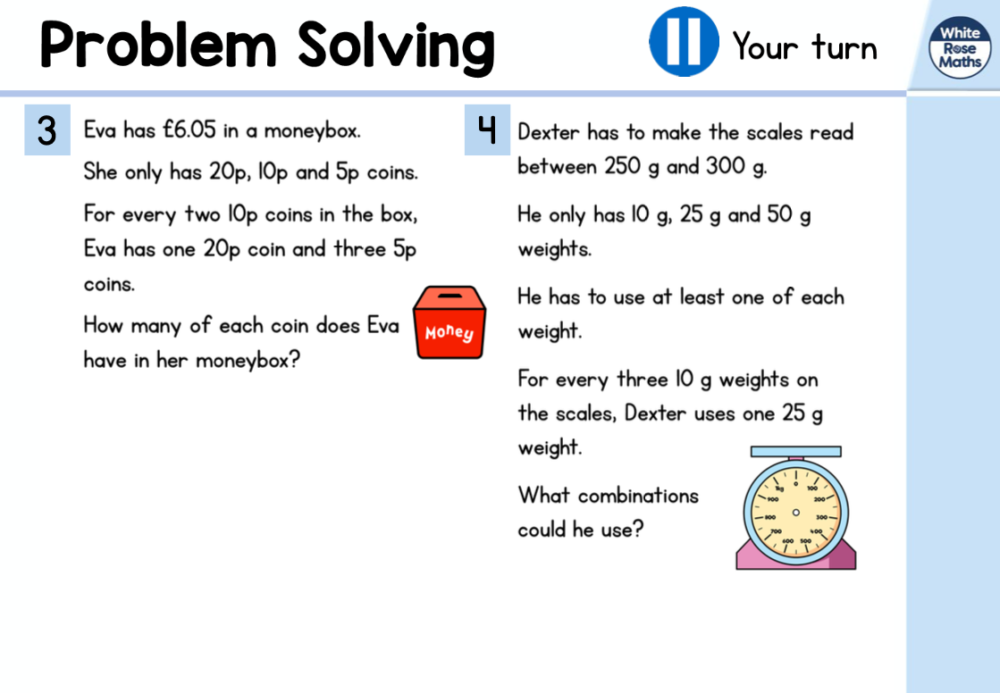 Problem Solving
Your turn
White
Rose
Maths
3
Eva has £6.05 in a moneybox.
She only has 20p, 10p and 5p coins.
For every two 10p coins in the box,
Eva has one 20p coin and three 5p
coins.
How many of each coin does Eva
have in her moneybox?
Money
4
Dexter has to make the scales read
between 250 g and 300 g.
He only has 10 g, 25 g and 50 g
weights.
He has to use at least one of each
weight.
For every three 10 g weights on
the scales, Dexter uses one 25 g
weight.
What combinations
could he use?
0
100
200
300
400
500
600
700
800
900
1kg